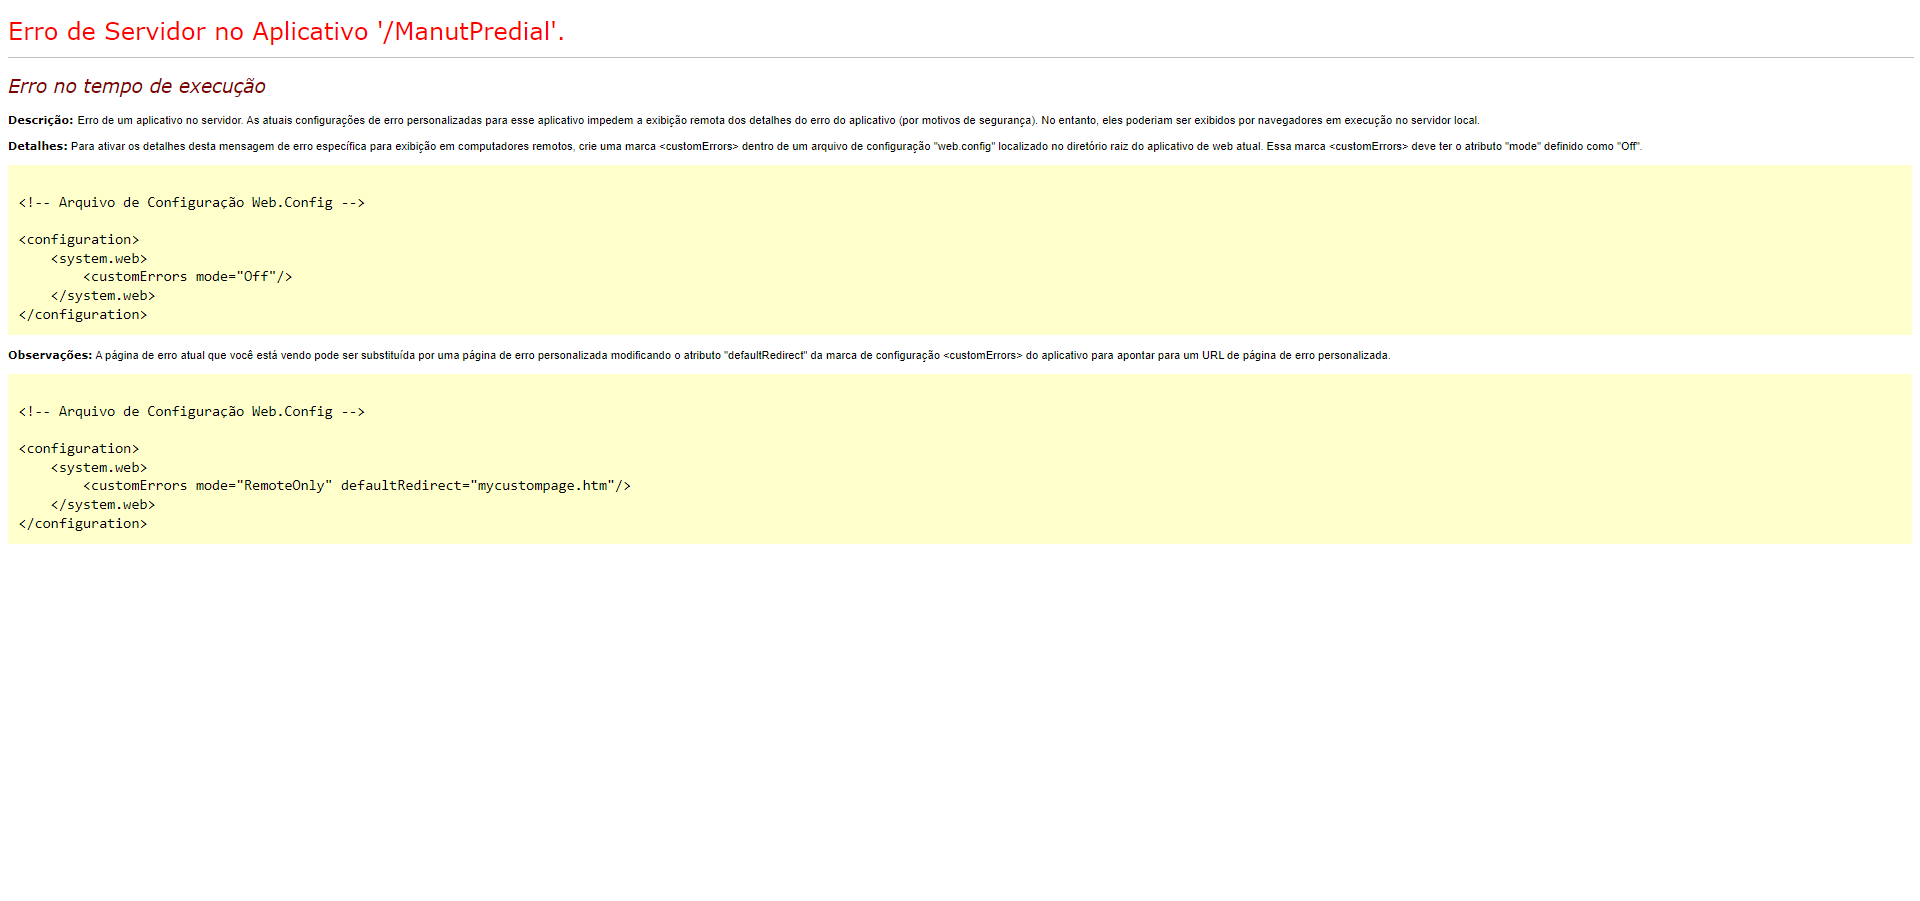 Erro de Servidor no Aplicativo '/ManutPredial'.
Erro no tempo de execução
Descrição: Erro de um aplicativo no servidor. As atuais configurações de erro personalizadas para esse aplicativo impedem a exibição remota dos detalhes do erro do aplicativo (por motivos de segurança). No entanto, eles poderiam ser exibidos por navegadores em execução no servidor local.
Detalhes: Para ativar os detalhes desta mensagem de erro específica para exibição em computadores remotos, crie uma marca <customErrors> dentro de um arquivo de configuração "web.config" localizado no diretório raiz do aplicativo de web atual. Essa marca <customErrors> deve ter o atributo "mode" definido como "Off".
<!-- Arquivo de Configuração Web.Config -->
<configuration>
    <system.web>
        <customErrors mode="Off"/>
    </system.web>
</configuration>
Observações: A página de erro atual que você está vendo pode ser substituída por uma página de erro personalizada modificando o atributo "defaultRedirect" da marca de configuração <customErrors> do aplicativo para apontar para um URL de página de erro personalizada.
<!-- Arquivo de Configuração Web.Config -->
<configuration>
    <system.web>
        <customErrors mode="RemoteOnly" defaultRedirect="mycustompage.htm"/>
    </system.web>
</configuration>